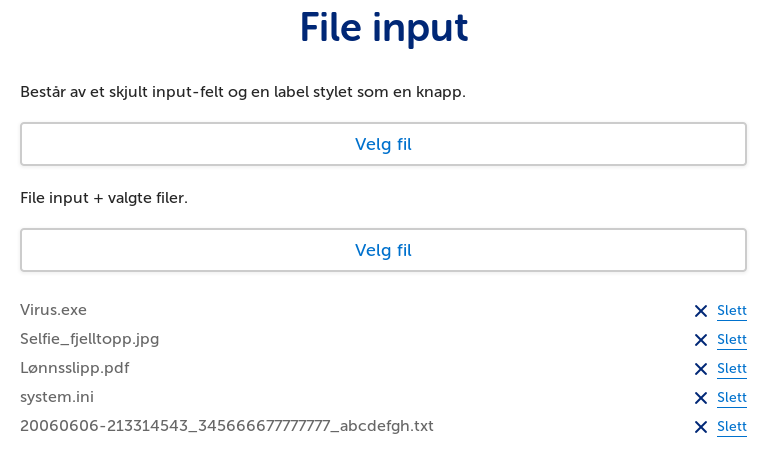 File input
Består av et skjult input-felt og en label stylet som en knapp.
Velg fil
File input + valgte filer.
Velg fil
Virus.exe Slett
Selfie_fjelltopp.jpg Slett
Lønnsslipp.pdf Slett
system.ini Slett
20060606-213314543_345666677777777_abcdefgh.txt Slett